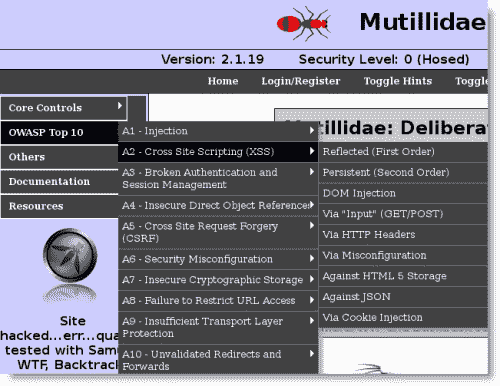 Mutillidae
Version: 2.1.19 Security Level: 0 (Hosed)
Home Login/Register Toggle Hints
Core Controls
OWASP Top 10
Others
Documentation
Resources
A1 - Injection
A2 - Cross Site Scripting (XSS)
A3 - Broken Authentication and
Session Management
A4 - Insecure Direct Object References
A5 - Cross Site Request Forgery
(CSRF)
A6 - Security Misconfiguration
A7 - Insecure Cryptographic Storage
A8 - Failure to Restrict URL Access
A9 - Insufficient Transport Layer
Protection
A10 - Unvalidated Redirects and
Forwards
Reflected (First Order)
Persistent (Second Order)
DOM Injection
Via "Input" (GET/POST)
Via HTTP Headers
Via Misconfiguration
Against HTML 5 Storage
Against JSON
Via Cookie Injection
Site
hacked...err...qua
tested with Sam
WTF, Backtrack